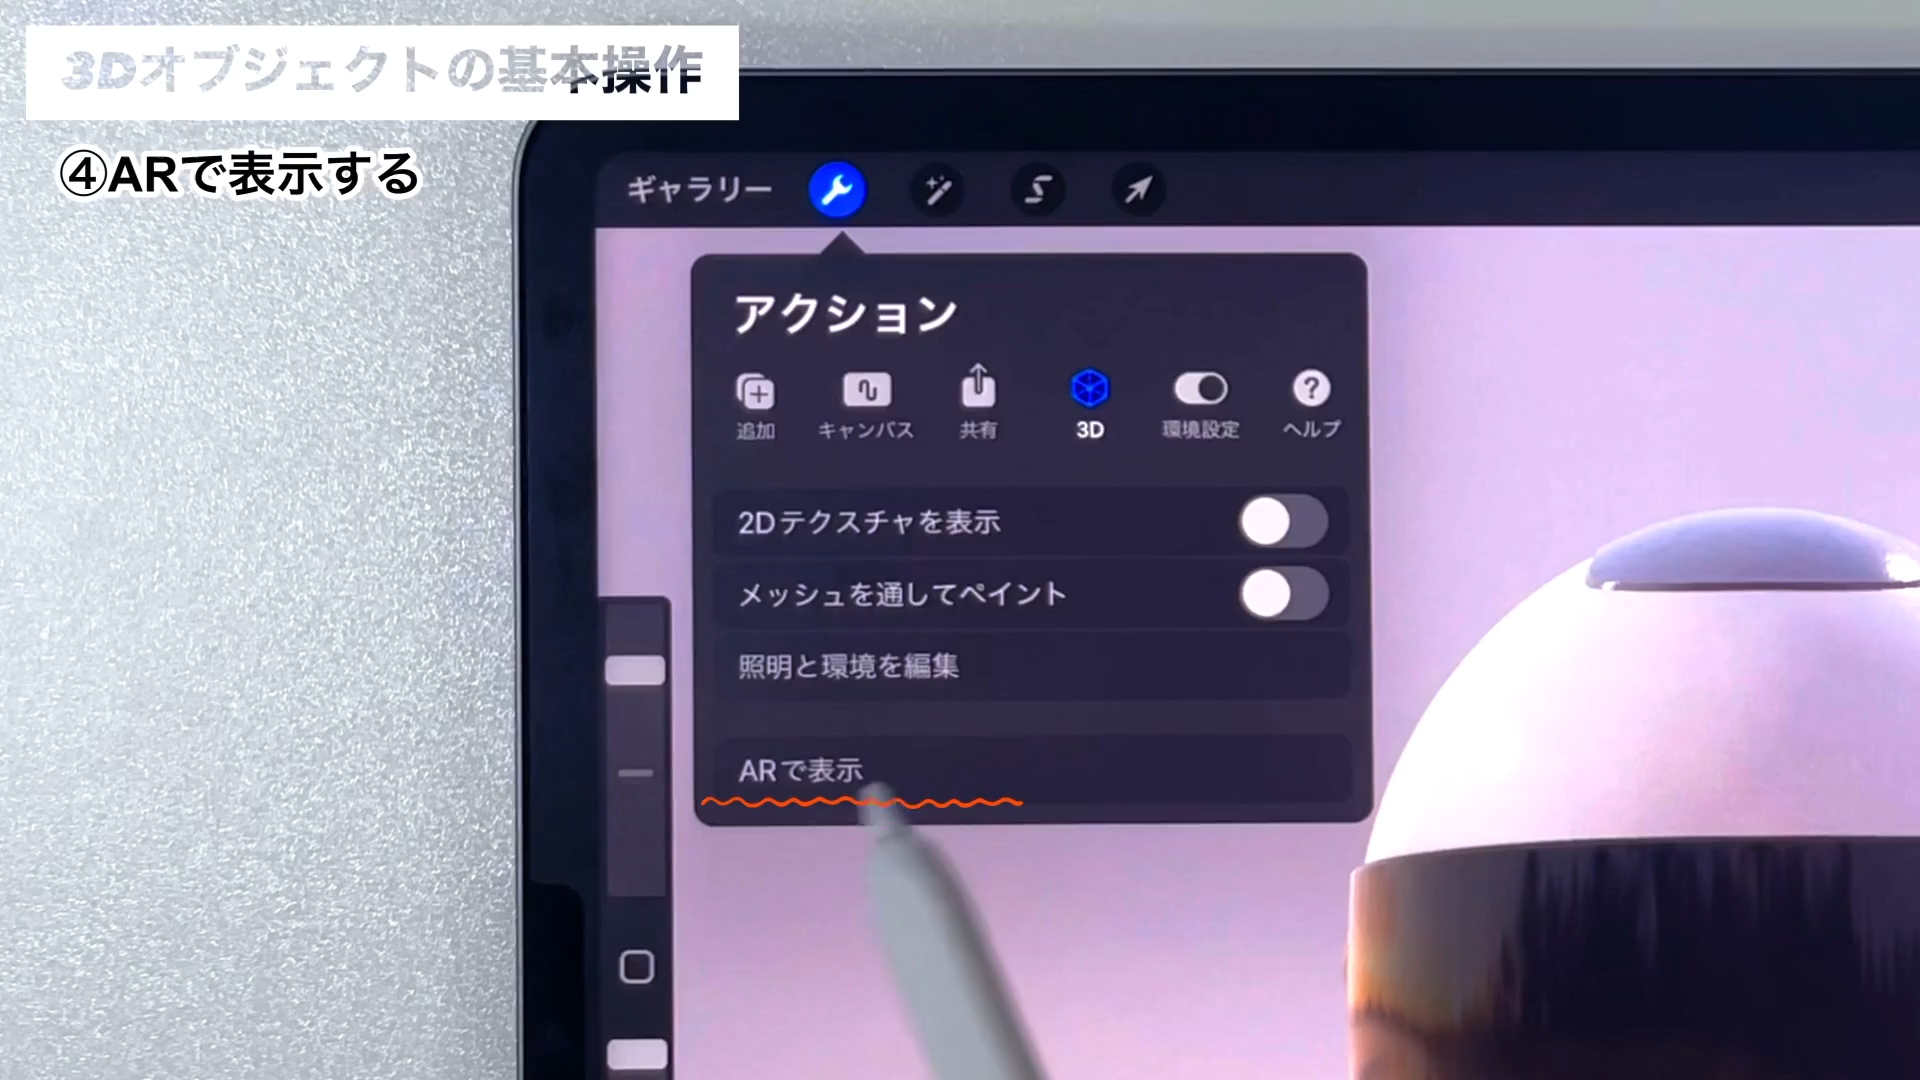 3Dオブジェクトの基本操作
④ARで表示する
ギャラリー
アクション
追加 キャンバス 共有 3D 環境設定 ヘルプ
2Dテクスチャを表示
メッシュを通してペイント
照明と環境を編集
ARで表示